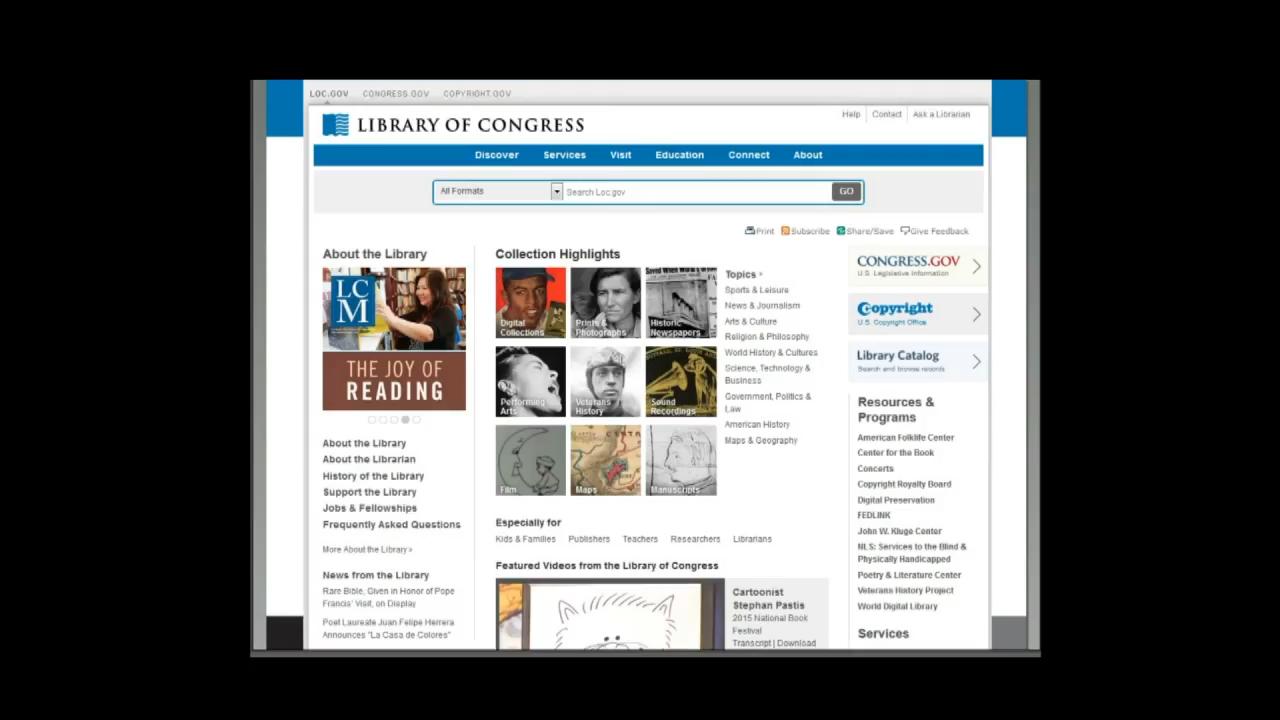 LOC.GOV CONGRESS.GOV COPYRIGHT.GOV
Help Contact Ask a Librarian
LIBRARY OF CONGRESS
Discover Services Visit Education Connect About
All Formats Search Loc.gov GO
Print Subscribe Share/Save Give Feedback
About the Library
LC
M
THE JOY OF
READING
About the Library
About the Librarian
History of the Library
Support the Library
Jobs & Fellowships
Frequently Asked Questions
More About the Library »
News from the Library
Rare Bible, Given in Honor of Pope
Francis' Visit, on Display
Poet Laureate Juan Felipe Herrera
Announces "La Casa de Colores"
Collection Highlights
Digital
Collections
Prints &
Photographs
Historic
Newspapers
Performing
Arts
Veterans
History
Sound
Recordings
Film
Maps
Manuscripts
Topics »
Sports & Leisure
News & Journalism
Arts & Culture
Religion & Philosophy
World History & Cultures
Science, Technology &
Business
Government, Politics &
Law
American History
Maps & Geography
Especially for
Kids & Families Publishers Teachers Researchers Librarians
Featured Videos from the Library of Congress
Cartoonist
Stephan Pastis
2015 National Book
Festival
Transcript | Download
CONGRESS.GOV
U.S. Legislative Information
Copyright
U.S. Copyright Office
Library Catalog
Search and browse records
Resources &
Programs
American Folklife Center
Center for the Book
Concerts
Copyright Royalty Board
Digital Preservation
FEDLINK
John W. Kluge Center
NLS: Services to the Blind &
Physically Handicapped
Poetry & Literature Center
Veterans History Project
World Digital Library
Services